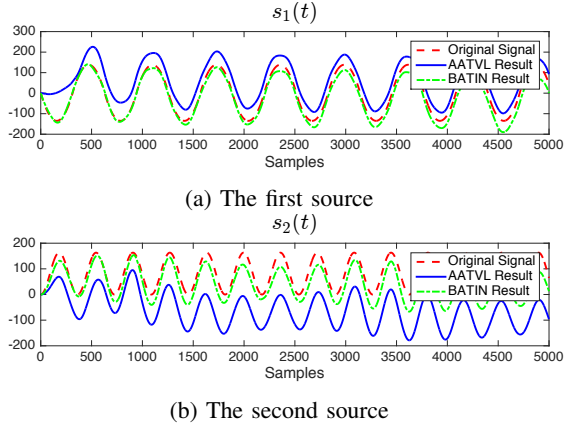 s₁(t)
300
200
100
0
-100
200
Original Signal
AATVL Result
BATIN Result
0 500 1000 1500 2000 2500 3000 3500 4000 4500 5000
Samples
(a) The first source
s₂(t)
200
100
0
-100
200
Original Signal
AATVL Result
BATIN Result
0 500 1000 1500 2000 2500 3000 3500 4000 4500 5000
Samples
(b) The second source